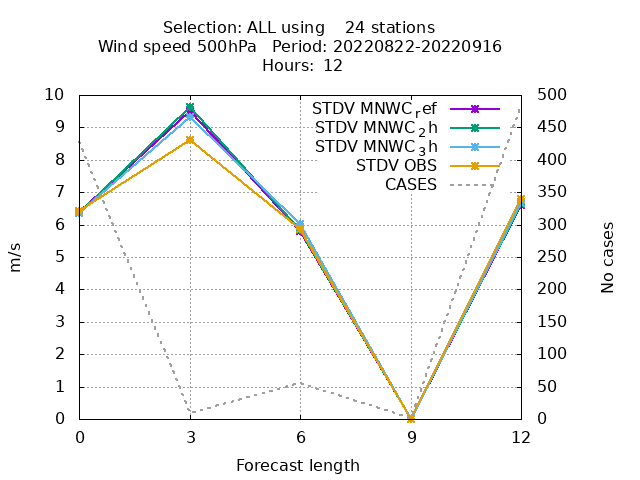 Selection: ALL using    24 stations
Wind speed 500hPa   Period: 20220822-20220916
Hours: 12
STDV MNWC_ref
STDV MNWC_2h
STDV MNWC_3h
STDV OBS
CASES
10 500
9 450
8 400
7 350
6 300
5 250
4 200
3 150
2 100
1 50
0 0
m/s
No cases
0 3 6 9 12
Forecast length